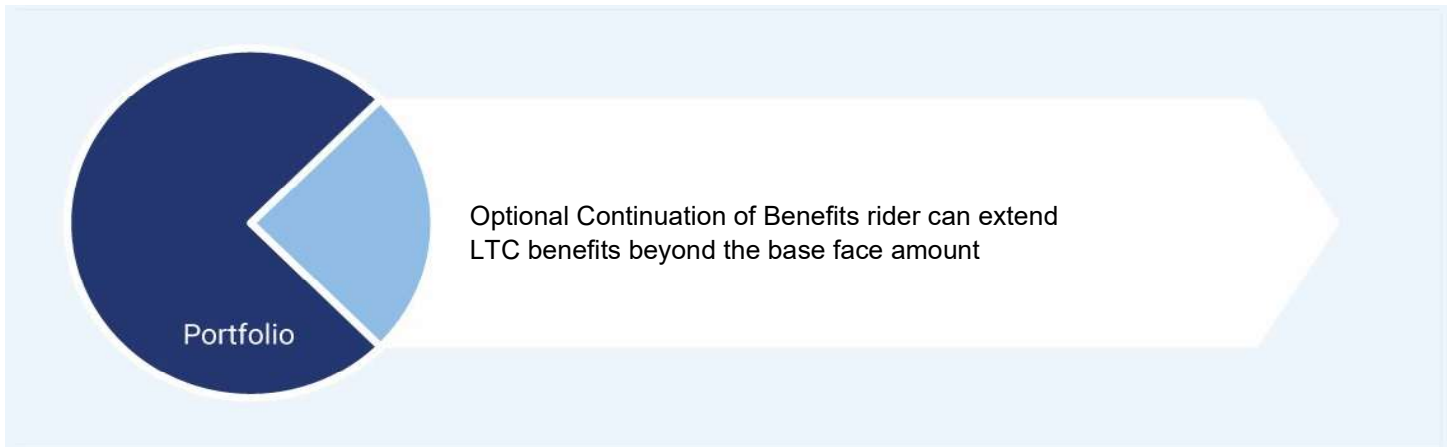 Optional Continuation of Benefits rider can extend
LTC benefits beyond the base face amount
Portfolio